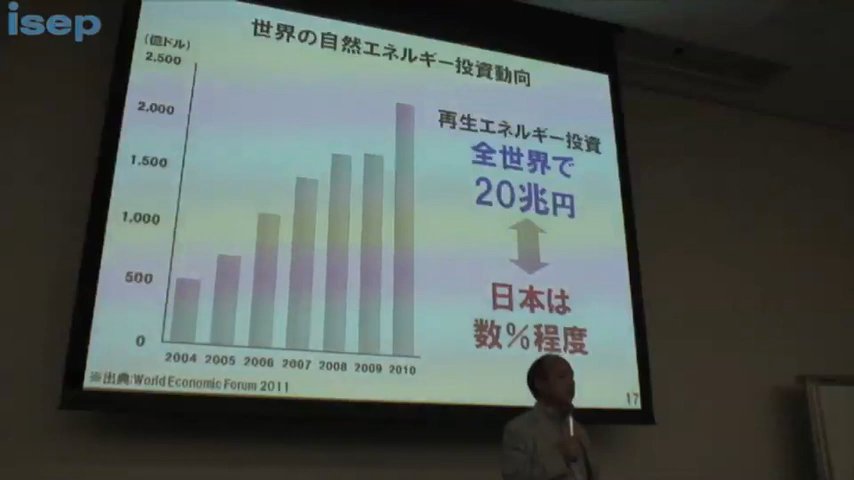 isep
世界の自然エネルギー投資動向
(億ドル)
2,500
2,000
1,500
1,000
500
0
2004 2005 2006 2007 2008 2009 2010
再生エネルギー投資
全世界で
20兆円
日本は
数%程度
※出典:World Economic Forum 2011
17